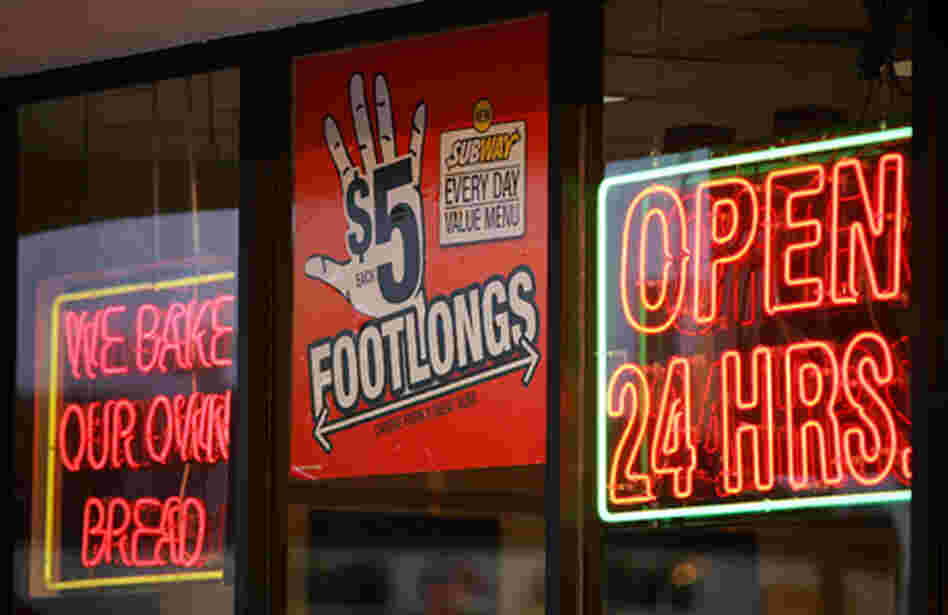 WE BAKE
OUR OWN
BREAD
$5
EACH
NEW
SUBWAY
EVERY DAY
VALUE MENU
FOOTLONGS
OPEN
24 HRS.